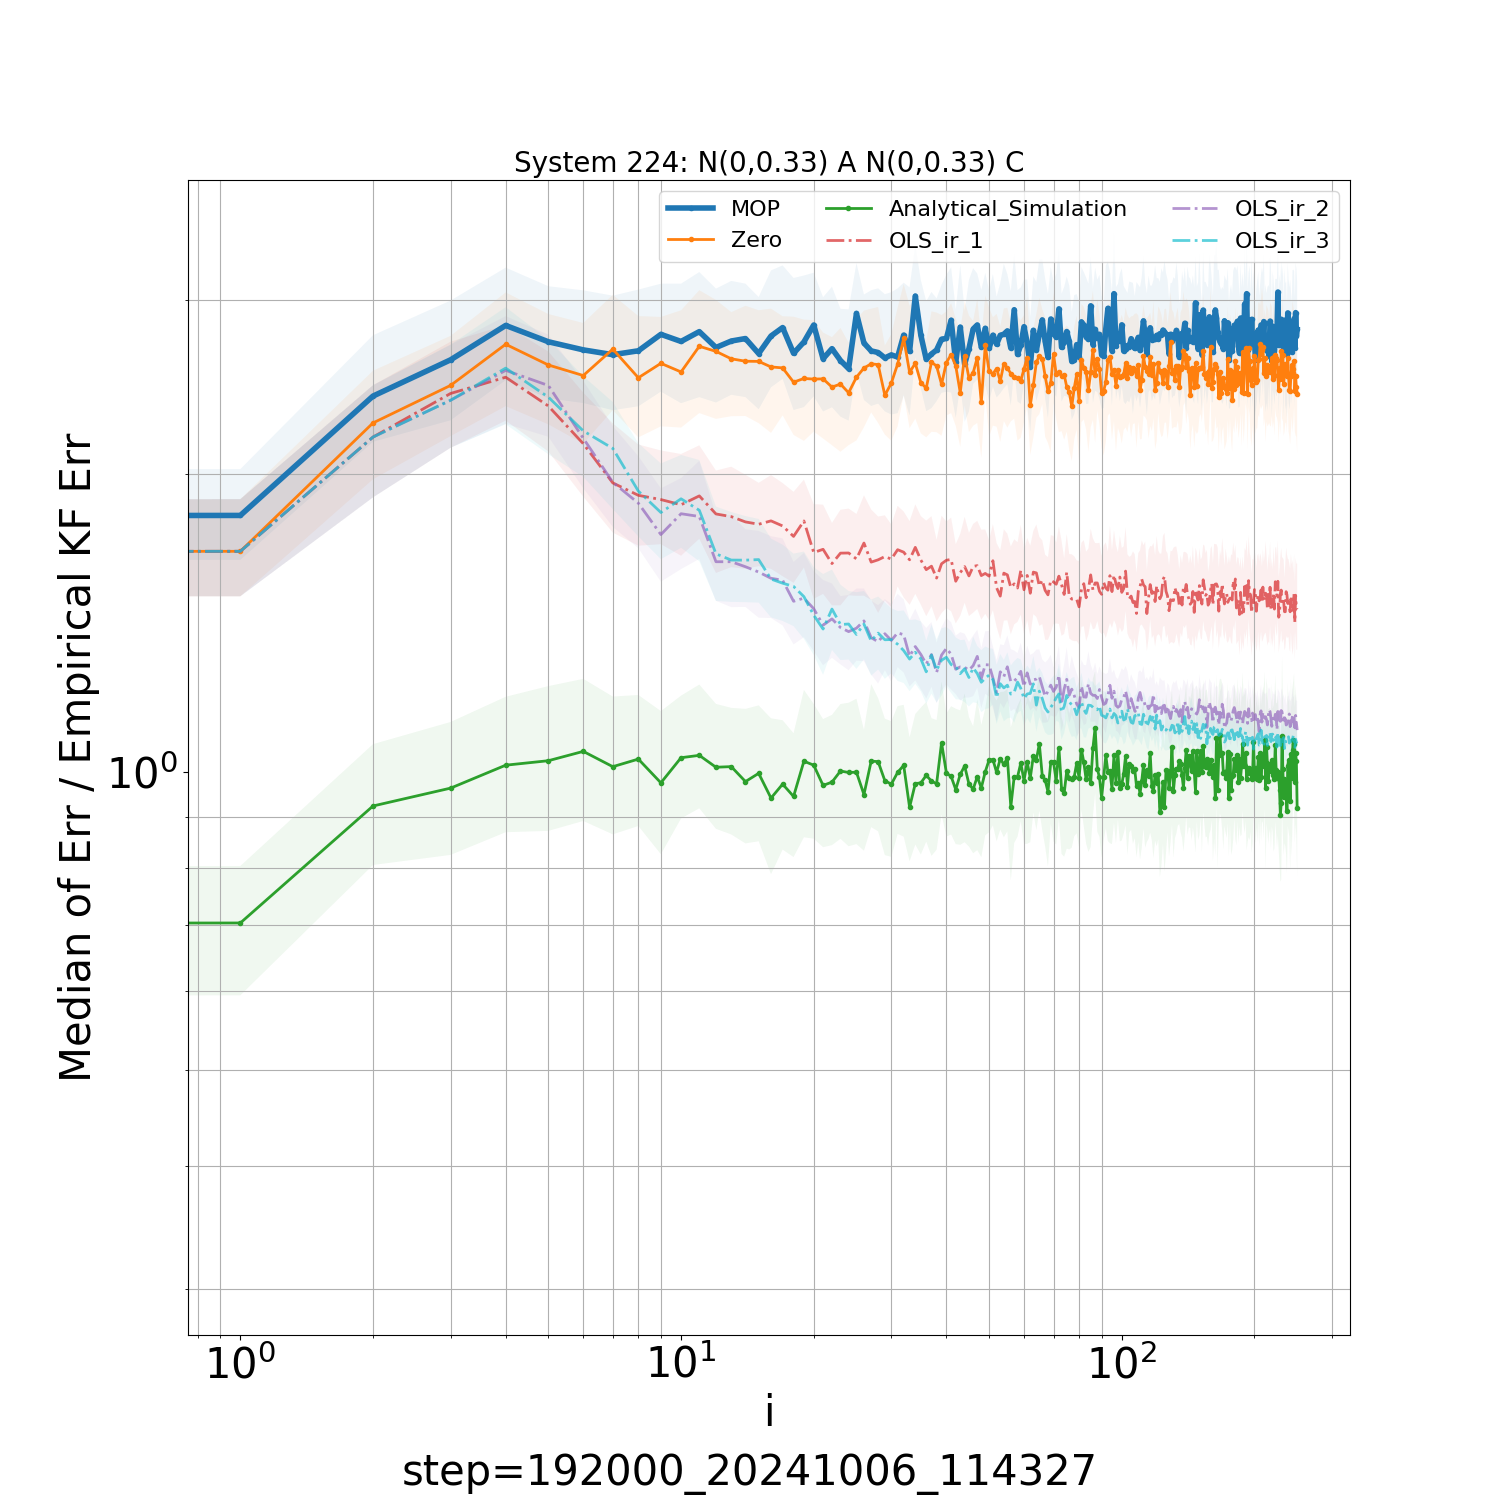 System 224: N(0,0.33) A N(0,0.33) C
MOP
Zero
Analytical_Simulation
OLS_ir_1
OLS_ir_2
OLS_ir_3
Median of Err / Empirical KF Err
10⁰
10⁰ 10¹ 10²
i
step=192000_20241006_114327